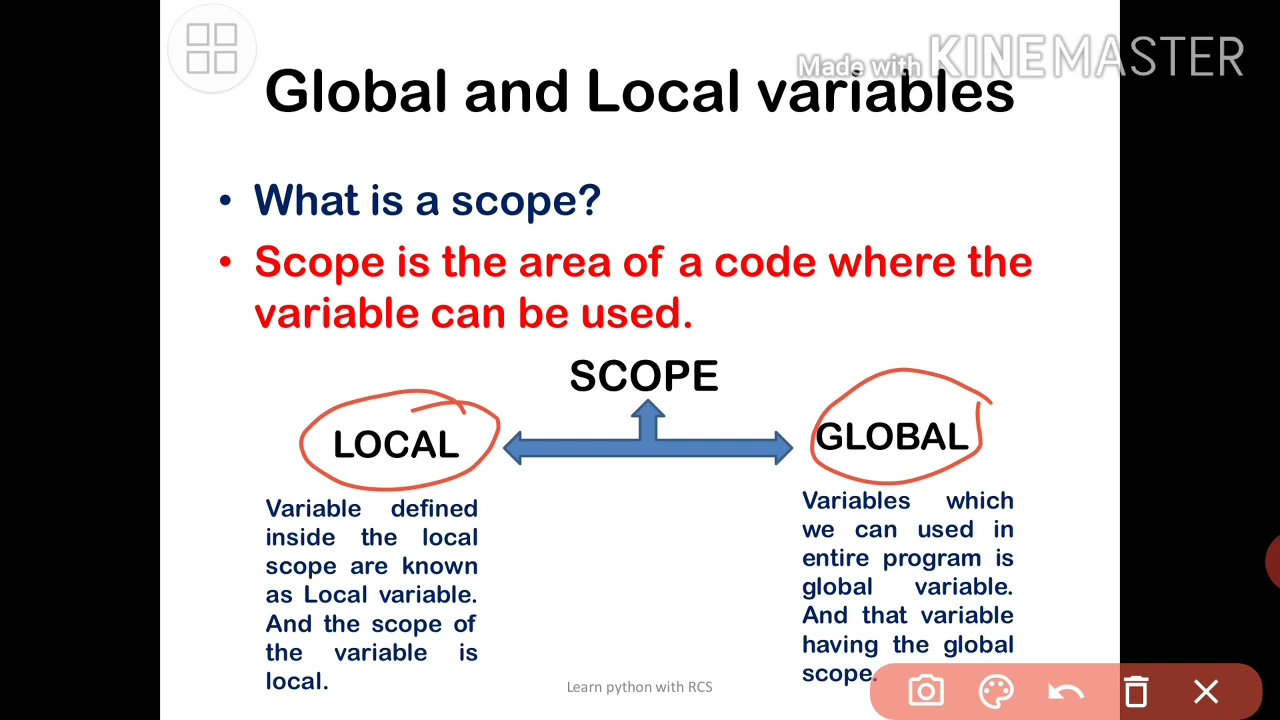 Made with KINEMASTER
Global and Local variables
• What is a scope?
• Scope is the area of a code where the
variable can be used.
SCOPE
LOCAL
GLOBAL
Variable defined
inside the local
scope are known
as Local variable.
And the scope of
the variable is
local.
Variables which
we can used in
entire program is
global variable.
And that variable
having the global
scope.
Learn python with RCS